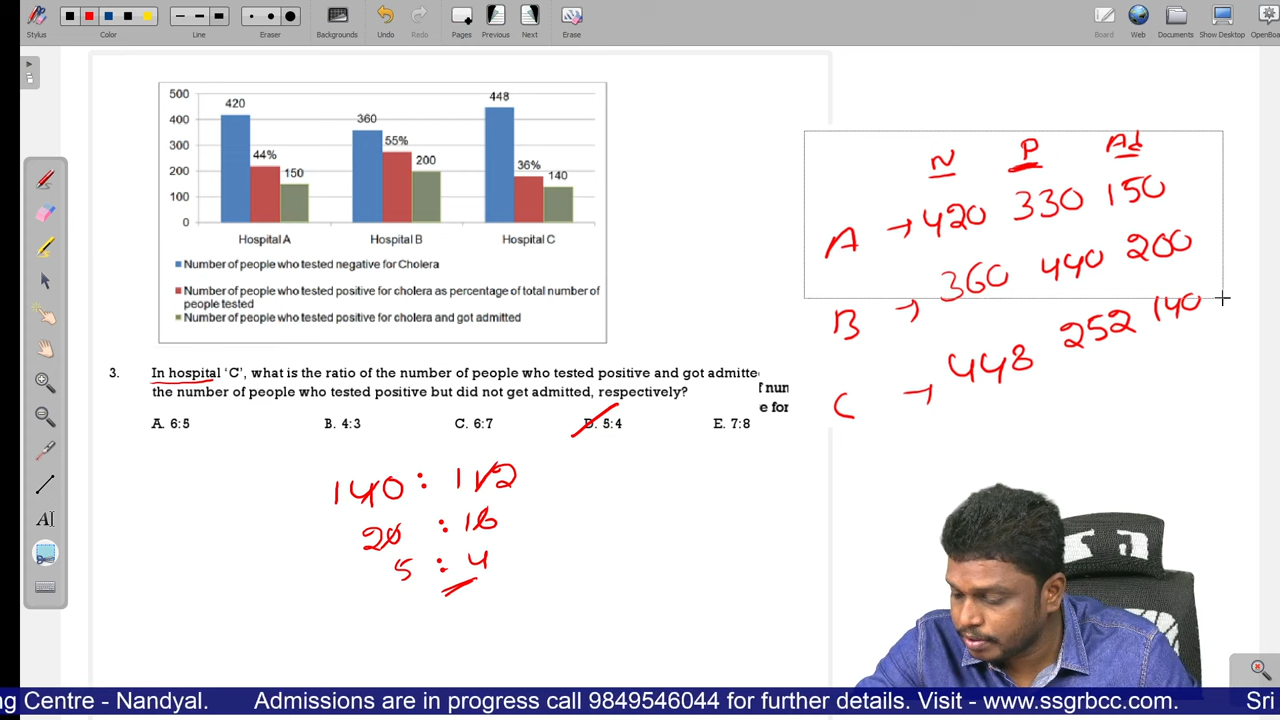 Stylus
Color
Line
Eraser
Backgrounds
Undo
Redo
Pages
Previous
Next
Erase
Board
Web
Documents
Show Desktop
OpenBoa
500
400
300
200
100
0
420
44%
150
360
55%
200
448
36%
140
Hospital A
Hospital B
Hospital C
Number of people who tested negative for Cholera
Number of people who tested positive for cholera as percentage of total number of
people tested
Number of people who tested positive for cholera and got admitted
N P Ad
A → 420 330 150
B → 360 440 200
C → 448 252 140
3. In hospital ‘C’, what is the ratio of the number of people who tested positive and got admitte
the number of people who tested positive but did not get admitted, respectively?
f num
e for
A. 6:5 B. 4:3 C. 6:7 D. 5:4 E. 7:8
140 : 112
20 : 16
5 : 4
A
ng Centre - Nandyal. Admissions are in progress call 9849546044 for further details. Visit - www.ssgrbcc.com. Sri